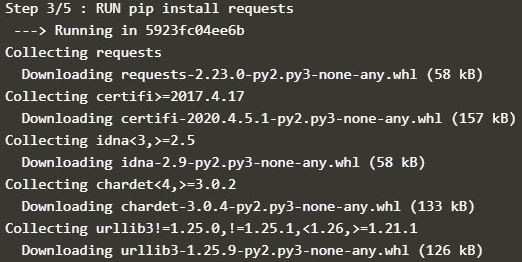 Step 3/5 : RUN pip install requests
---> Running in 5923fc04ee6b
Collecting requests
Downloading requests-2.23.0-py2.py3-none-any.whl (58 kB)
Collecting certifi>=2017.4.17
Downloading certifi-2020.4.5.1-py2.py3-none-any.whl (157 kB)
Collecting idna<3,>=2.5
Downloading idna-2.9-py2.py3-none-any.whl (58 kB)
Collecting chardet<4,>=3.0.2
Downloading chardet-3.0.4-py2.py3-none-any.whl (133 kB)
Collecting urllib3!=1.25.0,!=1.25.1,<1.26,>=1.21.1
Downloading urllib3-1.25.9-py2.py3-none-any.whl (126 kB)